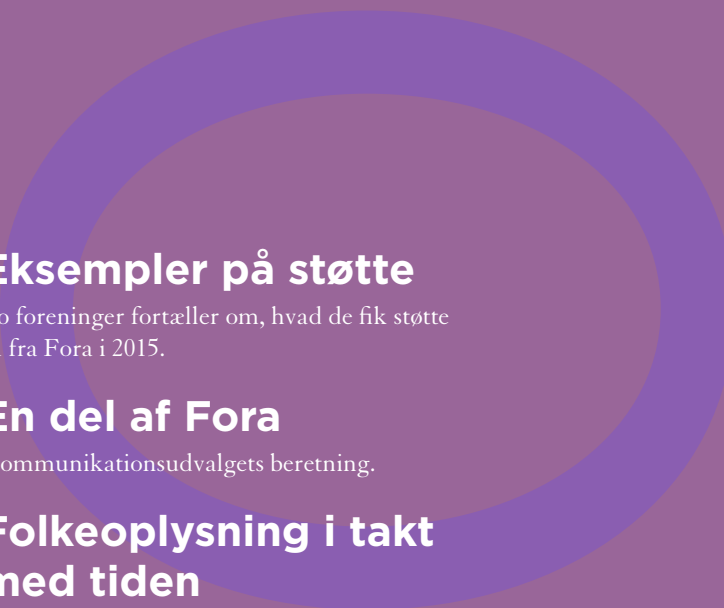 Eksempler på støtte
o foreninger fortæller om, hvad de fik støtte
fra Fora i 2015.
En del af Fora
ommunikationsudvalgets beretning.
Folkeoplysning i takt
med tiden